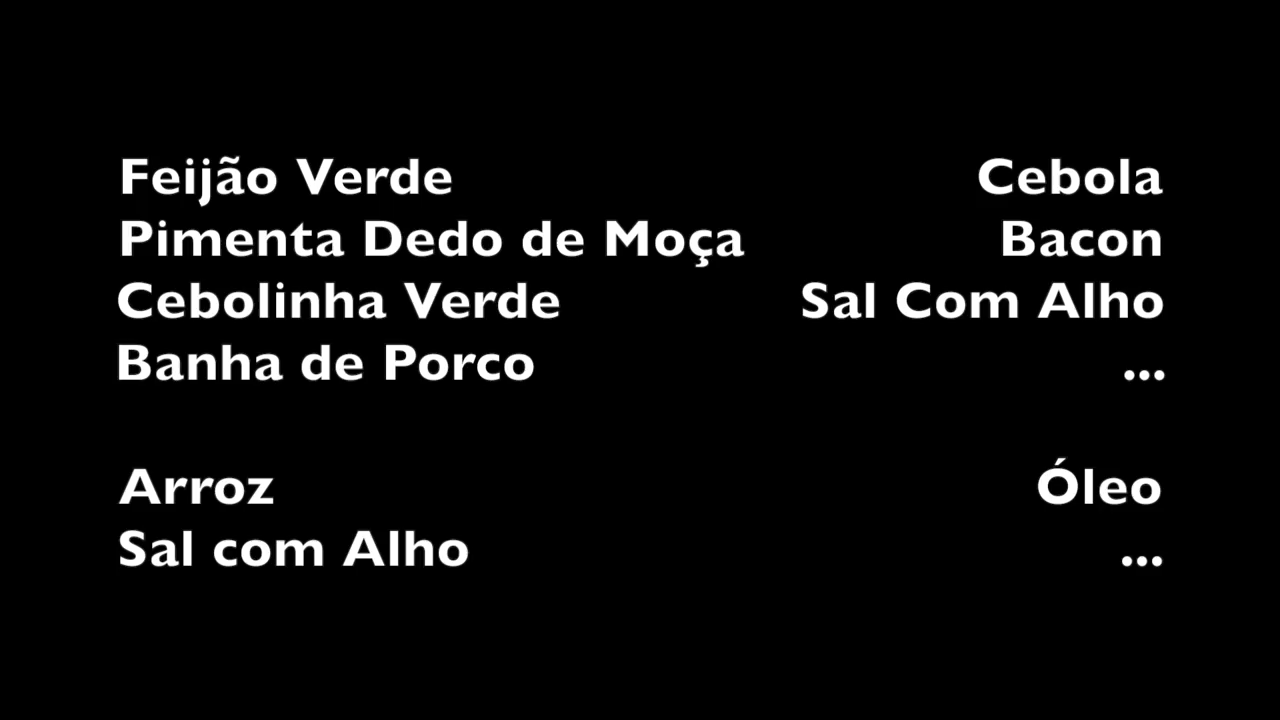 Feijão Verde Cebola
Pimenta Dedo de Moça Bacon
Cebolinha Verde Sal Com Alho
Banha de Porco ...
Arroz Óleo
Sal com Alho ...